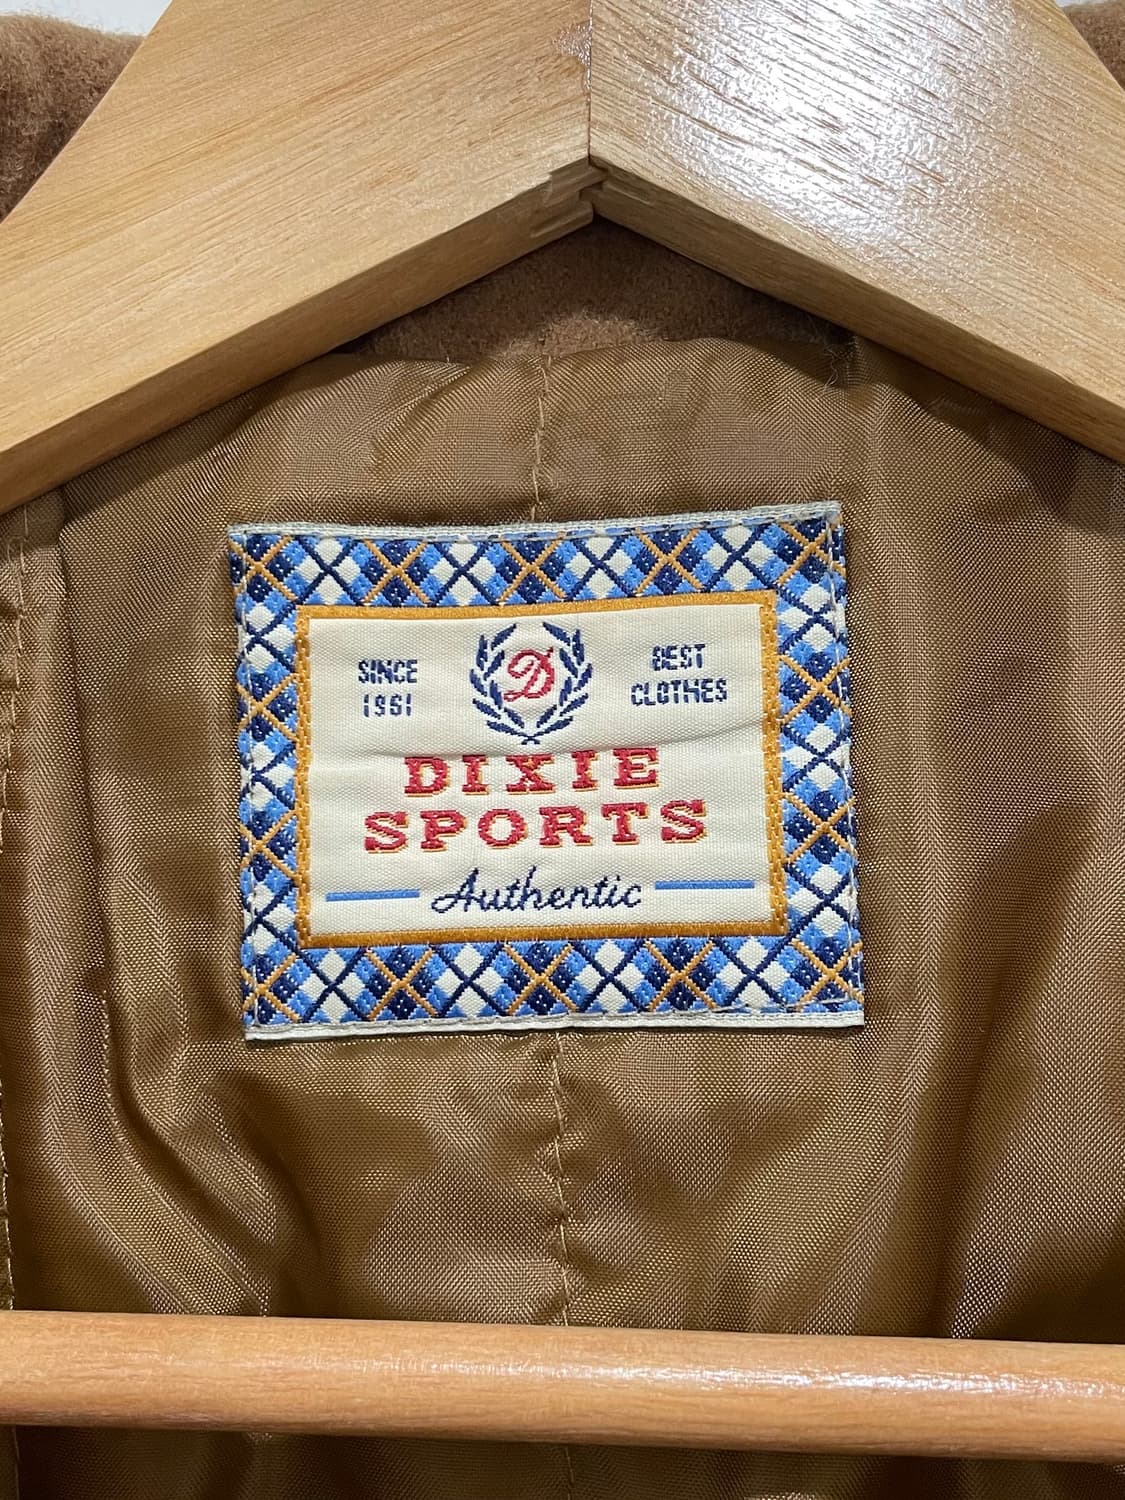 SINCE
1961
D
BEST
CLOTHES
DIXIE
SPORTS
Authentic